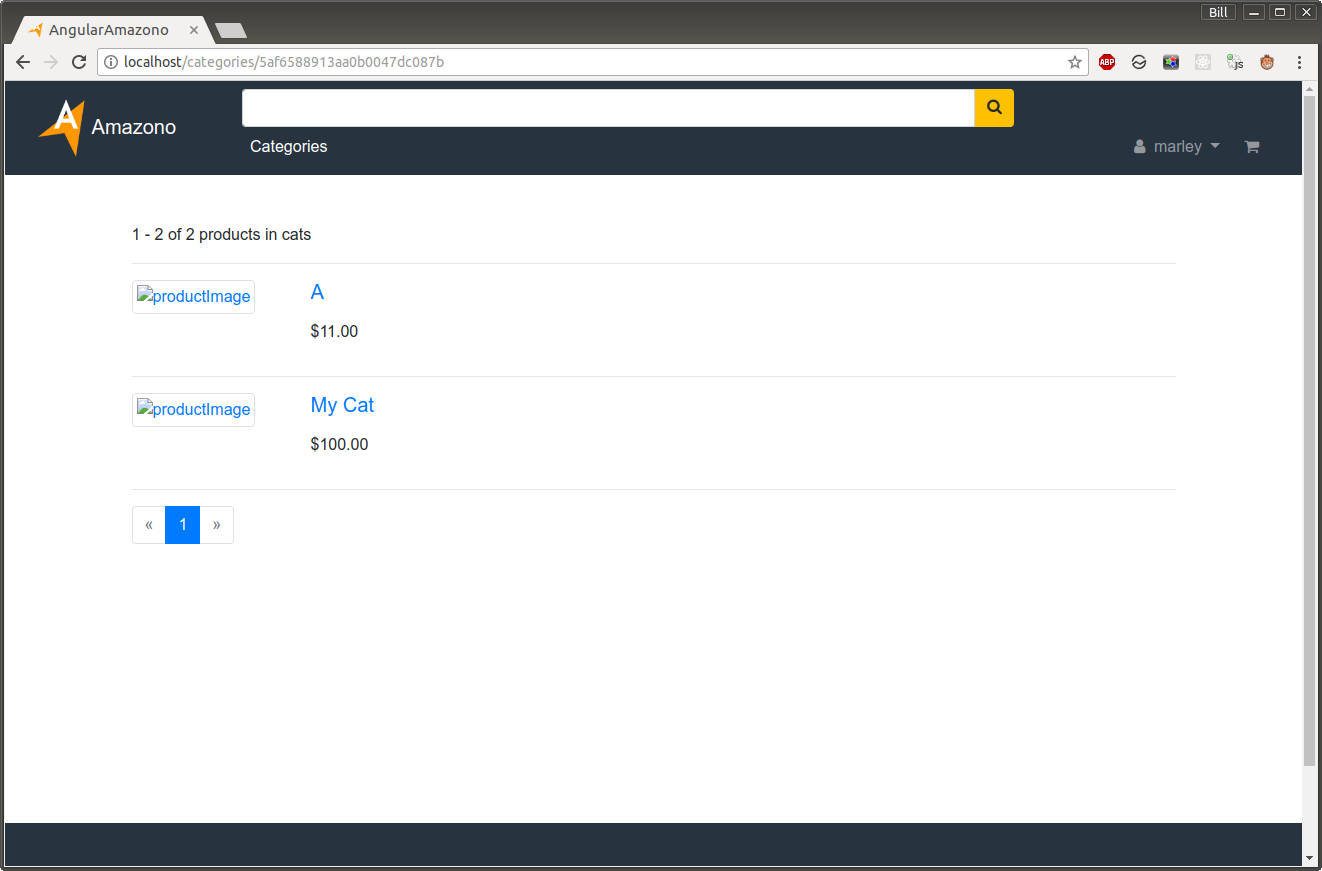 Bill
AngularAmazono
localhost/categories/5af6588913aa0b0047dc087b
ABP
js
A
Amazono
Categories
marley
1 - 2 of 2 products in cats
productImage
A
$11.00
productImage
My Cat
$100.00
« 1 »